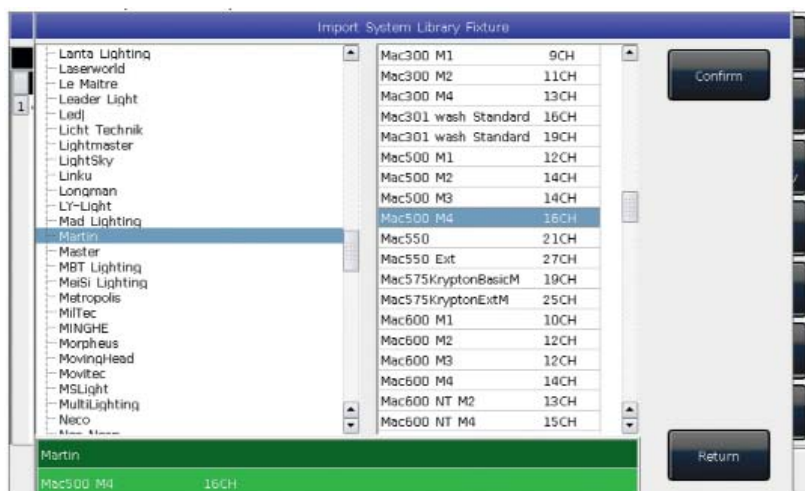 Import System Library Fixture
Lanta Lighting
Laserworld
Le Maitre
Leader Light
Led|
Licht Technik
Lightmaster
LightSky
Linku
Longman
LY-Light
Mad Lighting
Martin
Master
MBT Lighting
MeiSi Lighting
Metropolis
MilTec
MINGHE
Morpheus
MovingHead
Movitec
MSLight
MultiLighting
Neco
Mac300 M1 9CH
Mac300 M2 11CH
Mac300 M4 13CH
Mac301 wash Standard 16CH
Mac301 wash Standard 19CH
Mac500 M1 12CH
Mac500 M2 14CH
Mac500 M3 14CH
Mac500 M4 16CH
Mac550 21CH
Mac550 Ext 27CH
Mac575KryptonBasicM 19CH
Mac575KryptonExtM 25CH
Mac600 M1 10CH
Mac600 M2 12CH
Mac600 M3 12CH
Mac600 M4 14CH
Mac600 NT M2 13CH
Mac600 NT M4 15CH
Confirm
Return
1
Martin
Mac500 M4 16CH